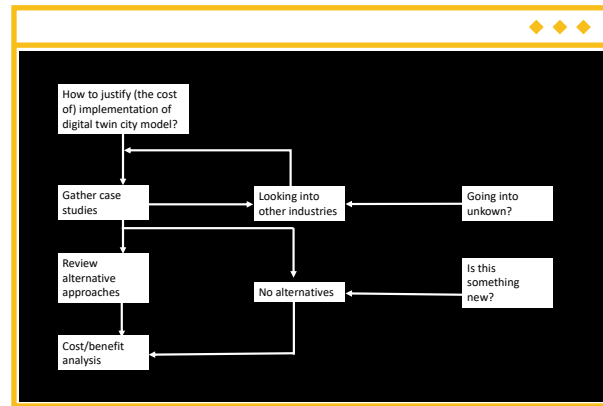 How to justify (the cost
of) implementation of
digital twin city model?
Gather case
studies
Looking into
other industries
Going into
unkown?
Review
alternative
approaches
No alternatives
Is this
something
new?
Cost/benefit
analysis